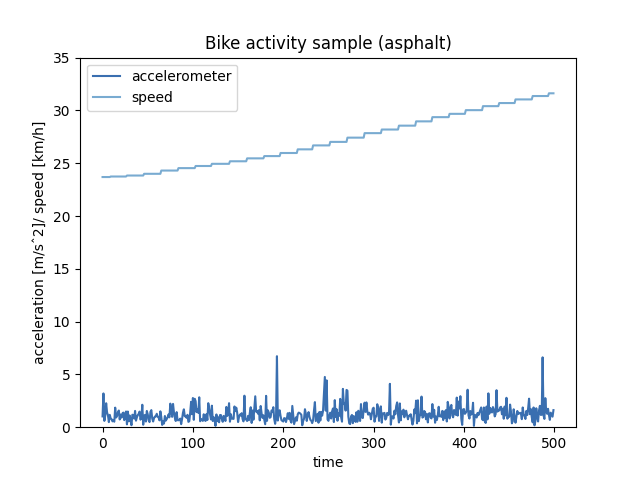 Bike activity sample (asphalt)
accelerometer
speed
35
30
25
20
15
10
5
0
acceleration [m/sˆ2]/ speed [km/h]
0 100 200 300 400 500
time